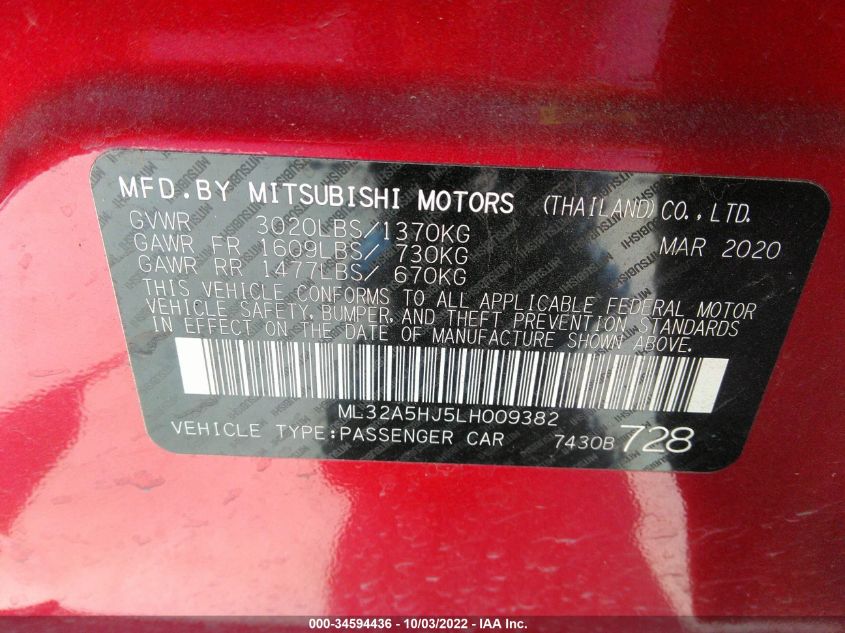 MFD.BY MITSUBISHI MOTORS (THAILAND)CO.,LTD.
GVWR 3020LBS/1370KG MAR 2020
GAWR FR 1609LBS/ 730KG
GAWR RR 1477LBS/ 670KG
THIS VEHICLE CONFORMS TO ALL APPLICABLE FEDERAL MOTOR
VEHICLE SAFETY, BUMPER, AND THEFT PREVENTION STANDARDS
IN EFFECT ON THE DATE OF MANUFACTURE SHOWN ABOVE.
ML32A5HJ5LH009382
VEHICLE TYPE:PASSENGER CAR 7430B 728
000-34594436 - 10/03/2022 - IAA Inc.